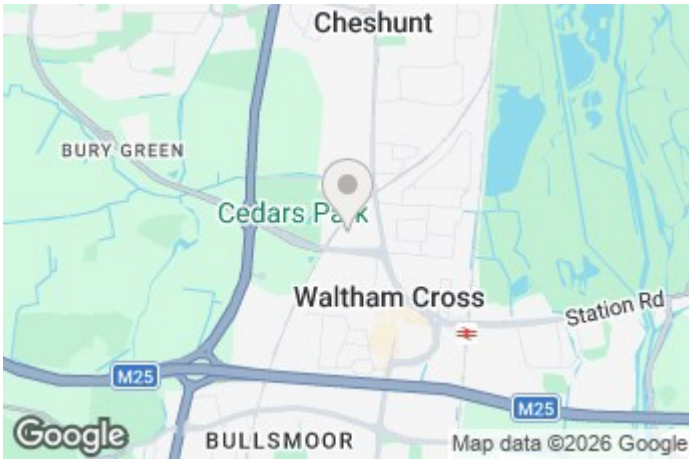 Cheshunt
BURY GREEN
Cedars Park
Waltham Cross
Station Rd
M25
M25
BULLSMOOR
Google
Map data ©2026 Google